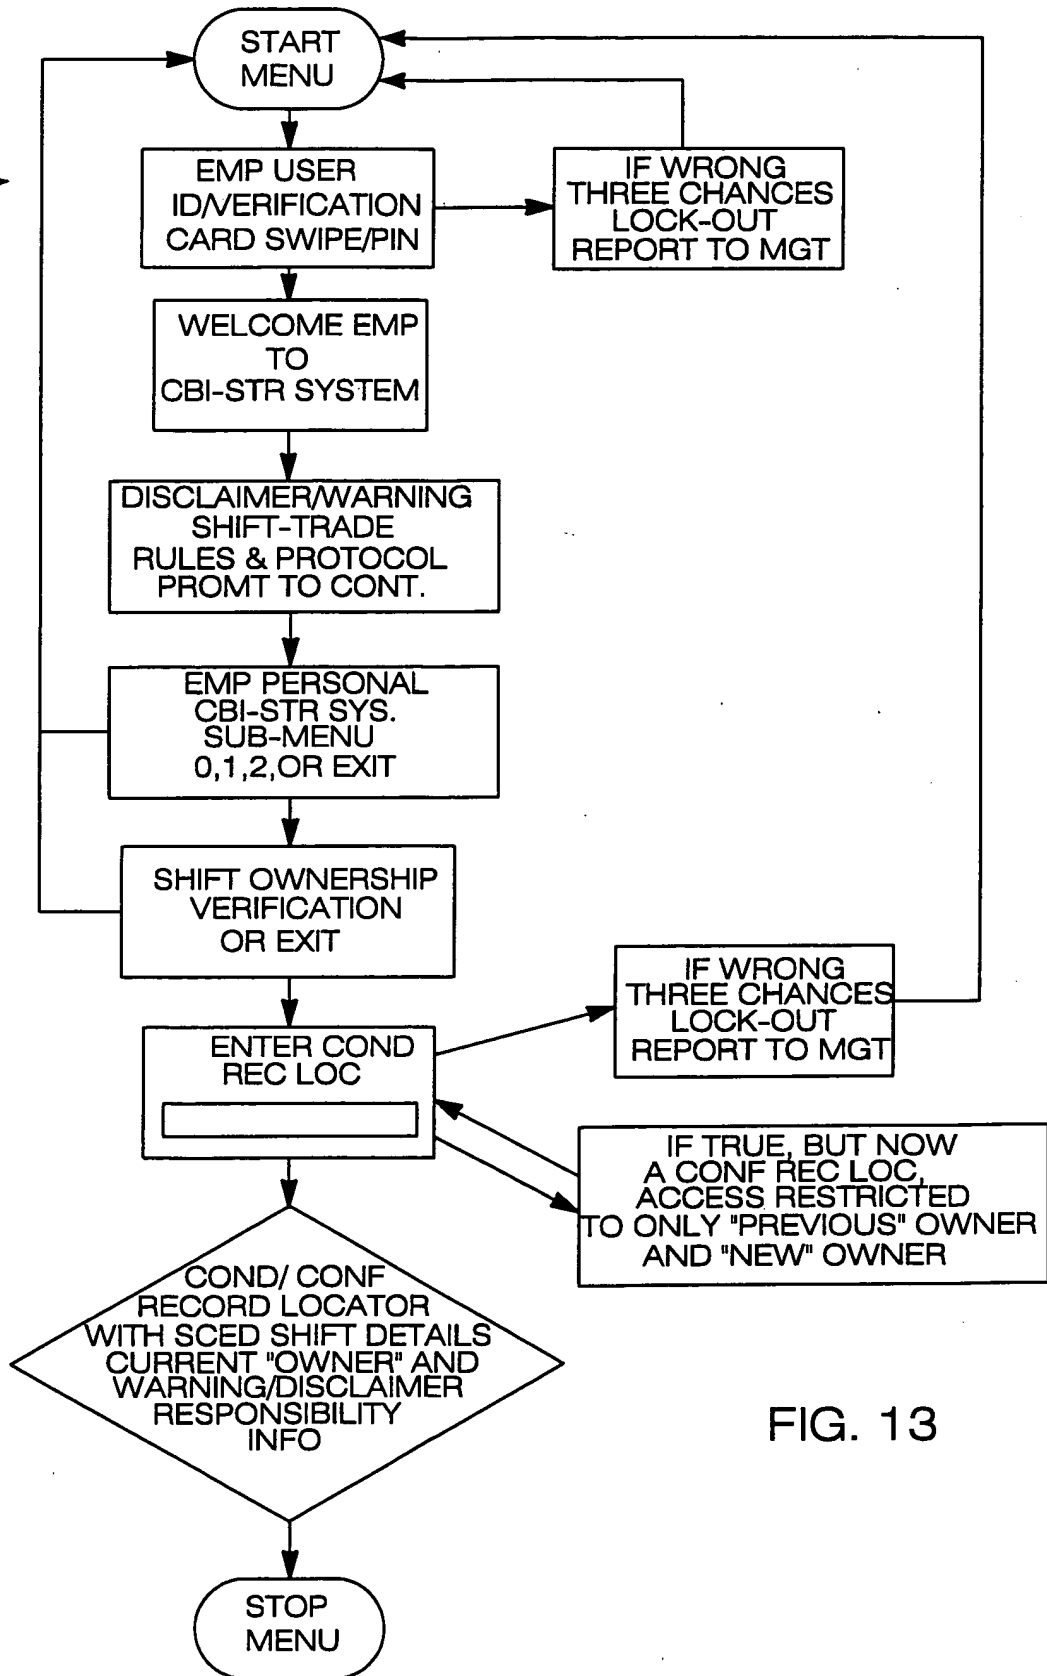 START
MENU
EMP USER
ID/VERIFICATION
CARD SWIPE/PIN
IF WRONG
THREE CHANCES
LOCK-OUT
REPORT TO MGT
WELCOME EMP
TO
CBI-STR SYSTEM
DISCLAIMER/WARNING
SHIFT-TRADE
RULES & PROTOCOL
PROMT TO CONT.
EMP PERSONAL
CBI-STR SYS.
SUB-MENU
0,1,2,OR EXIT
SHIFT OWNERSHIP
VERIFICATION
OR EXIT
IF WRONG
THREE CHANCES
LOCK-OUT
REPORT TO MGT
ENTER COND
REC LOC
IF TRUE, BUT NOW
A CONF REC LOC,
ACCESS RESTRICTED
TO ONLY "PREVIOUS" OWNER
AND "NEW" OWNER
COND/ CONF
RECORD LOCATOR
WITH SCED SHIFT DETAILS
CURRENT "OWNER" AND
WARNING/DISCLAIMER
RESPONSIBILITY
INFO
FIG. 13
STOP
MENU